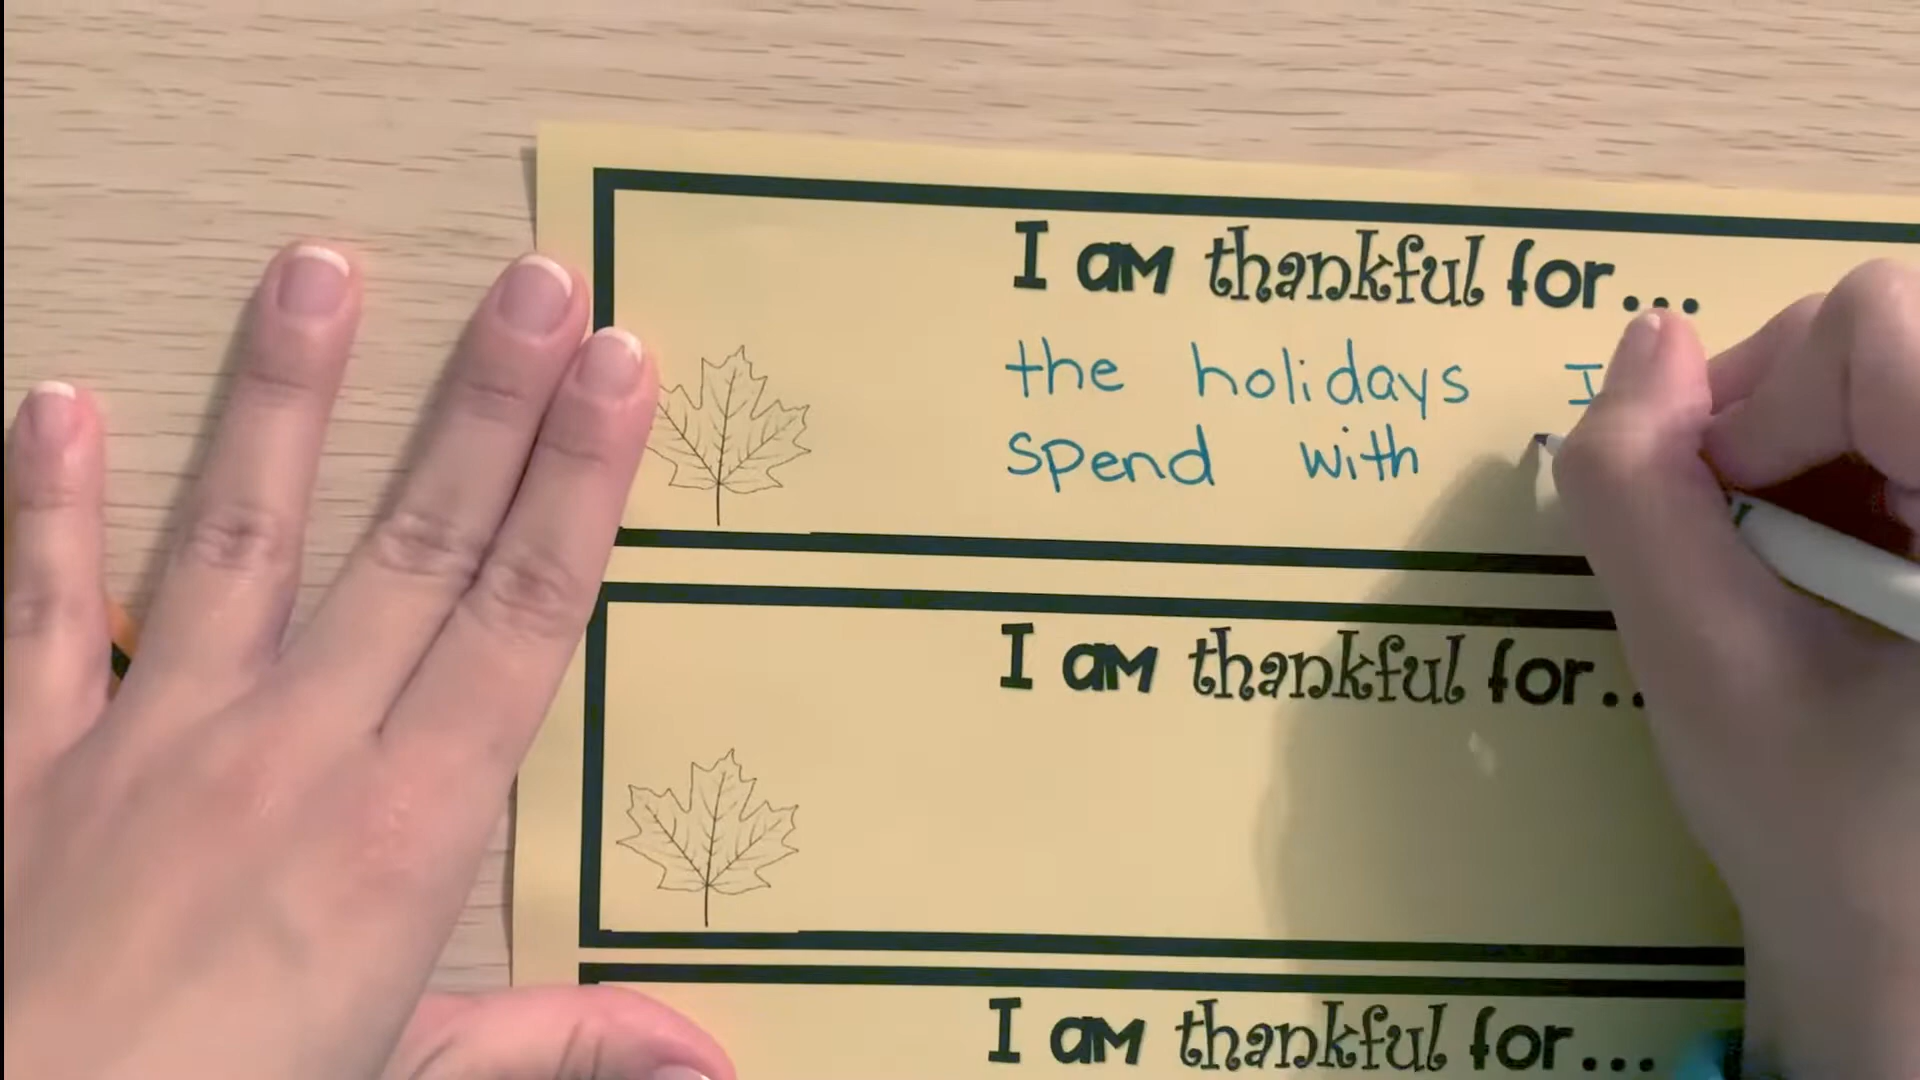 I am thankful for...
the holidays I
spend with
I am thankful for..
I am thankful for...